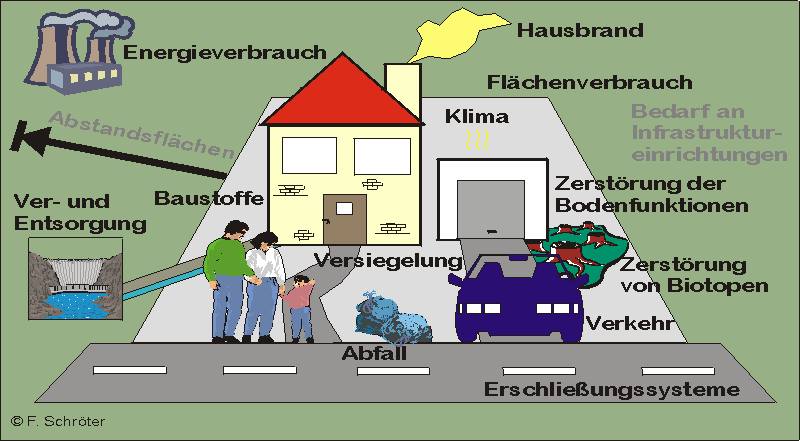 Energieverbrauch
Hausbrand
Flächenverbrauch
Klima
Bedarf an
Infrastruktur-
einrichtungen
Abstandsflächen
Baustoffe
Ver- und
Entsorgung
Zerstörung der
Bodenfunktionen
Versiegelung
Zerstörung
von Biotopen
Verkehr
Abfall
Erschließungssysteme
© F. Schröter